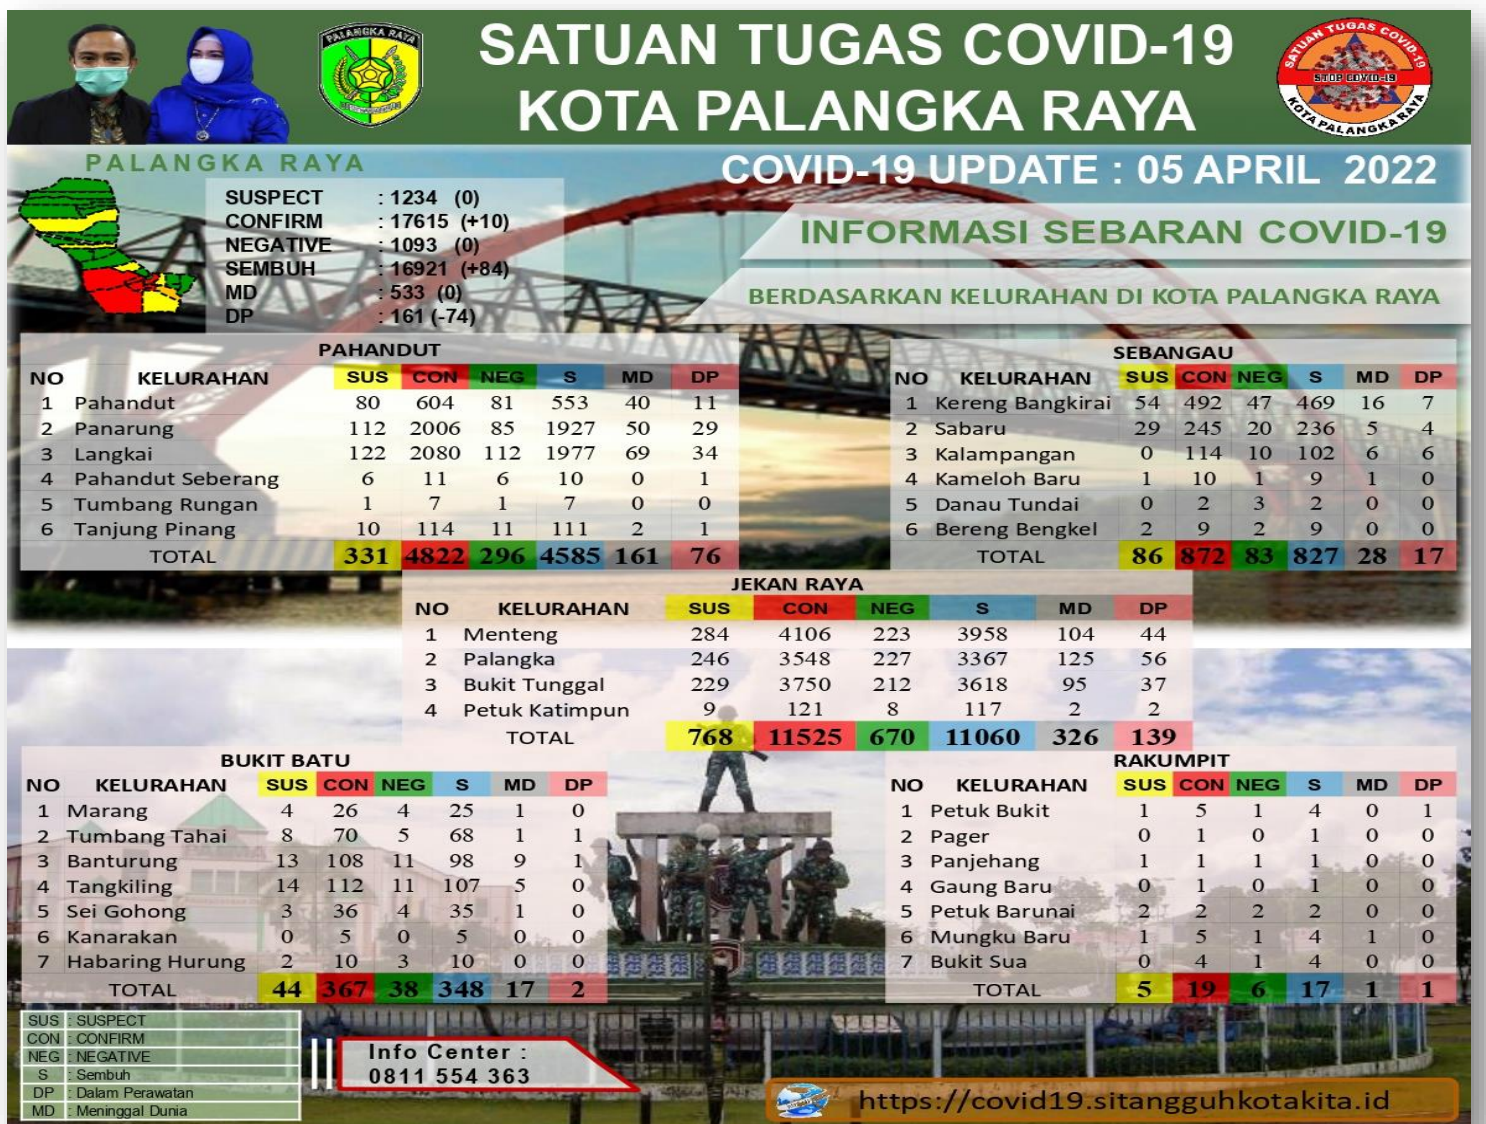 SATUAN TUGAS COVID-19
KOTA PALANGKA RAYA
PALANGKA RAYA
SATUAN TUGAS COVID-19
STOP COVID-19
KOTA PALANGKA RAYA
PALANGKA RAYA
COVID-19 UPDATE : 05 APRIL 2022
SUSPECT : 1234 (0)
CONFIRM : 17615 (+10)
NEGATIVE : 1093 (0)
SEMBUH : 16921 (+84)
MD : 533 (0)
DP : 161 (-74)
INFORMASI SEBARAN COVID-19
BERDASARKAN KELURAHAN DI KOTA PALANGKA RAYA
PAHANDUT
NO KELURAHAN SUS CON NEG S MD DP
1 Pahandut 80 604 81 553 40 11
2 Panarung 112 2006 85 1927 50 29
3 Langkai 122 2080 112 1977 69 34
4 Pahandut Seberang 6 11 6 10 0 1
5 Tumbang Rungan 1 7 1 7 0 0
6 Tanjung Pinang 10 114 11 111 2 1
TOTAL 331 4822 296 4585 161 76
SEBANGAU
NO KELURAHAN SUS CON NEG S MD DP
1 Kereng Bangkirai 54 492 47 469 16 7
2 Sabaru 29 245 20 236 5 4
3 Kalampangan 0 114 10 102 6 6
4 Kameloh Baru 1 10 1 9 1 0
5 Danau Tundai 0 2 3 2 0 0
6 Bereng Bengkel 2 9 2 9 0 0
TOTAL 86 872 83 827 28 17
JEKAN RAYA
NO KELURAHAN SUS CON NEG S MD DP
1 Menteng 284 4106 223 3958 104 44
2 Palangka 246 3548 227 3367 125 56
3 Bukit Tunggal 229 3750 212 3618 95 37
4 Petuk Katimpun 9 121 8 117 2 2
TOTAL 768 11525 670 11060 326 139
BUKIT BATU
NO KELURAHAN SUS CON NEG S MD DP
1 Marang 4 26 4 25 1 0
2 Tumbang Tahai 8 70 5 68 1 1
3 Banturung 13 108 11 98 9 1
4 Tangkiling 14 112 11 107 5 0
5 Sei Gohong 3 36 4 35 1 0
6 Kanarakan 0 5 0 5 0 0
7 Habaring Hurung 2 10 3 10 0 0
TOTAL 44 367 38 348 17 2
RAKUMPIT
NO KELURAHAN SUS CON NEG S MD DP
1 Petuk Bukit 1 5 1 4 0 1
2 Pager 0 1 0 1 0 0
3 Panjehang 1 1 1 1 0 0
4 Gaung Baru 0 1 0 1 0 0
5 Petuk Barunai 2 2 2 2 0 0
6 Mungku Baru 1 5 1 4 1 0
7 Bukit Sua 0 4 1 4 0 0
TOTAL 5 19 6 17 1 1
SUS : SUSPECT
CON : CONFIRM
NEG : NEGATIVE
S : Sembuh
DP : Dalam Perawatan
MD : Meninggal Dunia
Info Center :
0811 554 363
https://covid19.sitangguhkotakita.id